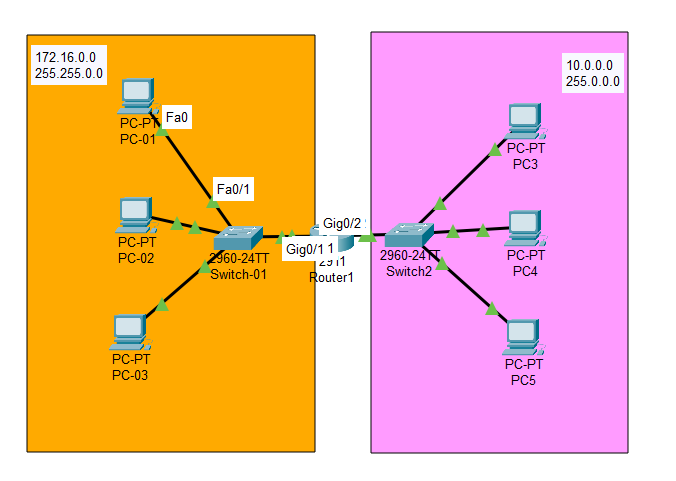 172.16.0.0
255.255.0.0
Fa0
PC-PT
PC-01
Fa0/1
PC-PT
PC-02
2960-24TT
Switch-01
PC-PT
PC-03
Gig0/2
Gig0/1
Router1
10.0.0.0
255.0.0.0
PC-PT
PC3
2960-24TT
Switch2
PC-PT
PC4
PC-PT
PC5